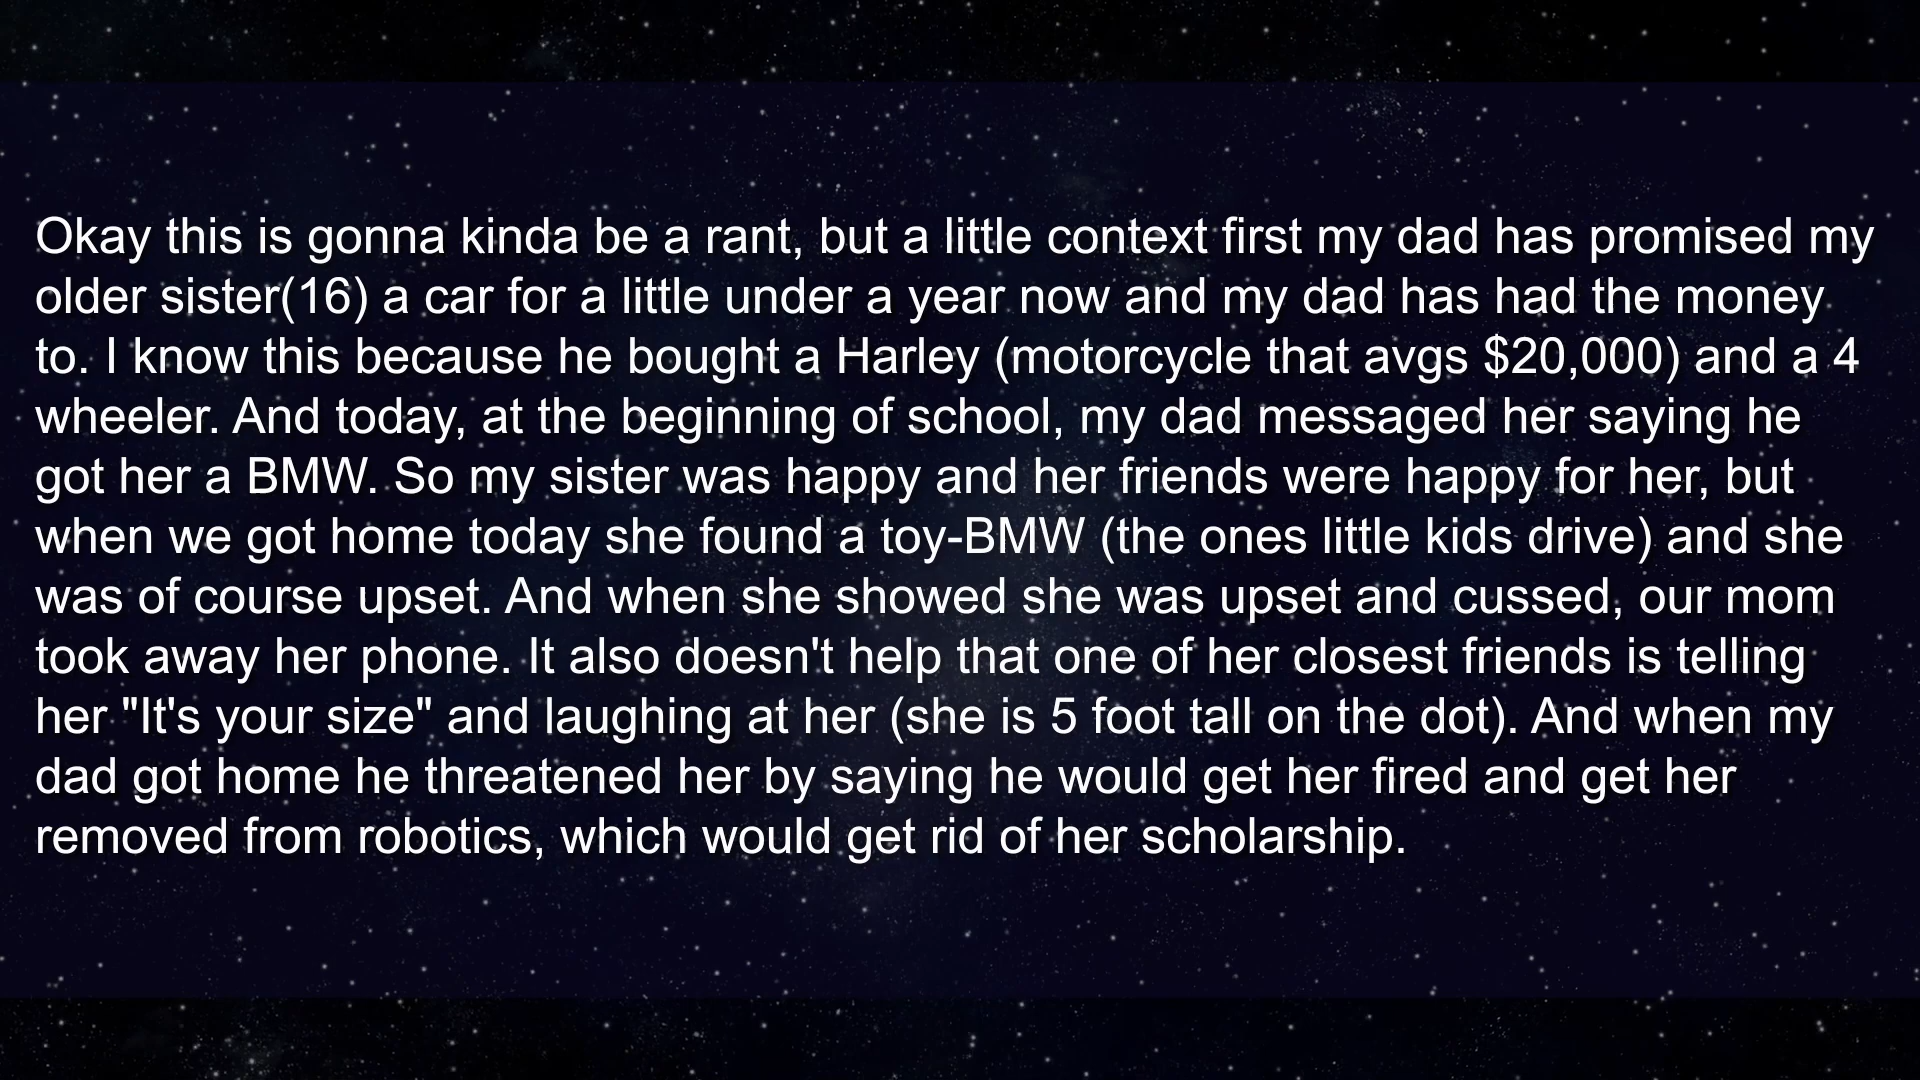 Okay this is gonna kinda be a rant, but a little context first my dad has promised my
older sister(16) a car for a little under a year now and my dad has had the money
to. I know this because he bought a Harley (motorcycle that avgs $20,000) and a 4
wheeler. And today, at the beginning of school, my dad messaged her saying he
got her a BMW. So my sister was happy and her friends were happy for her, but
when we got home today she found a toy-BMW (the ones little kids drive) and she
was of course upset. And when she showed she was upset and cussed, our mom
took away her phone. It also doesn't help that one of her closest friends is telling
her "It's your size" and laughing at her (she is 5 foot tall on the dot). And when my
dad got home he threatened her by saying he would get her fired and get her
removed from robotics, which would get rid of her scholarship.